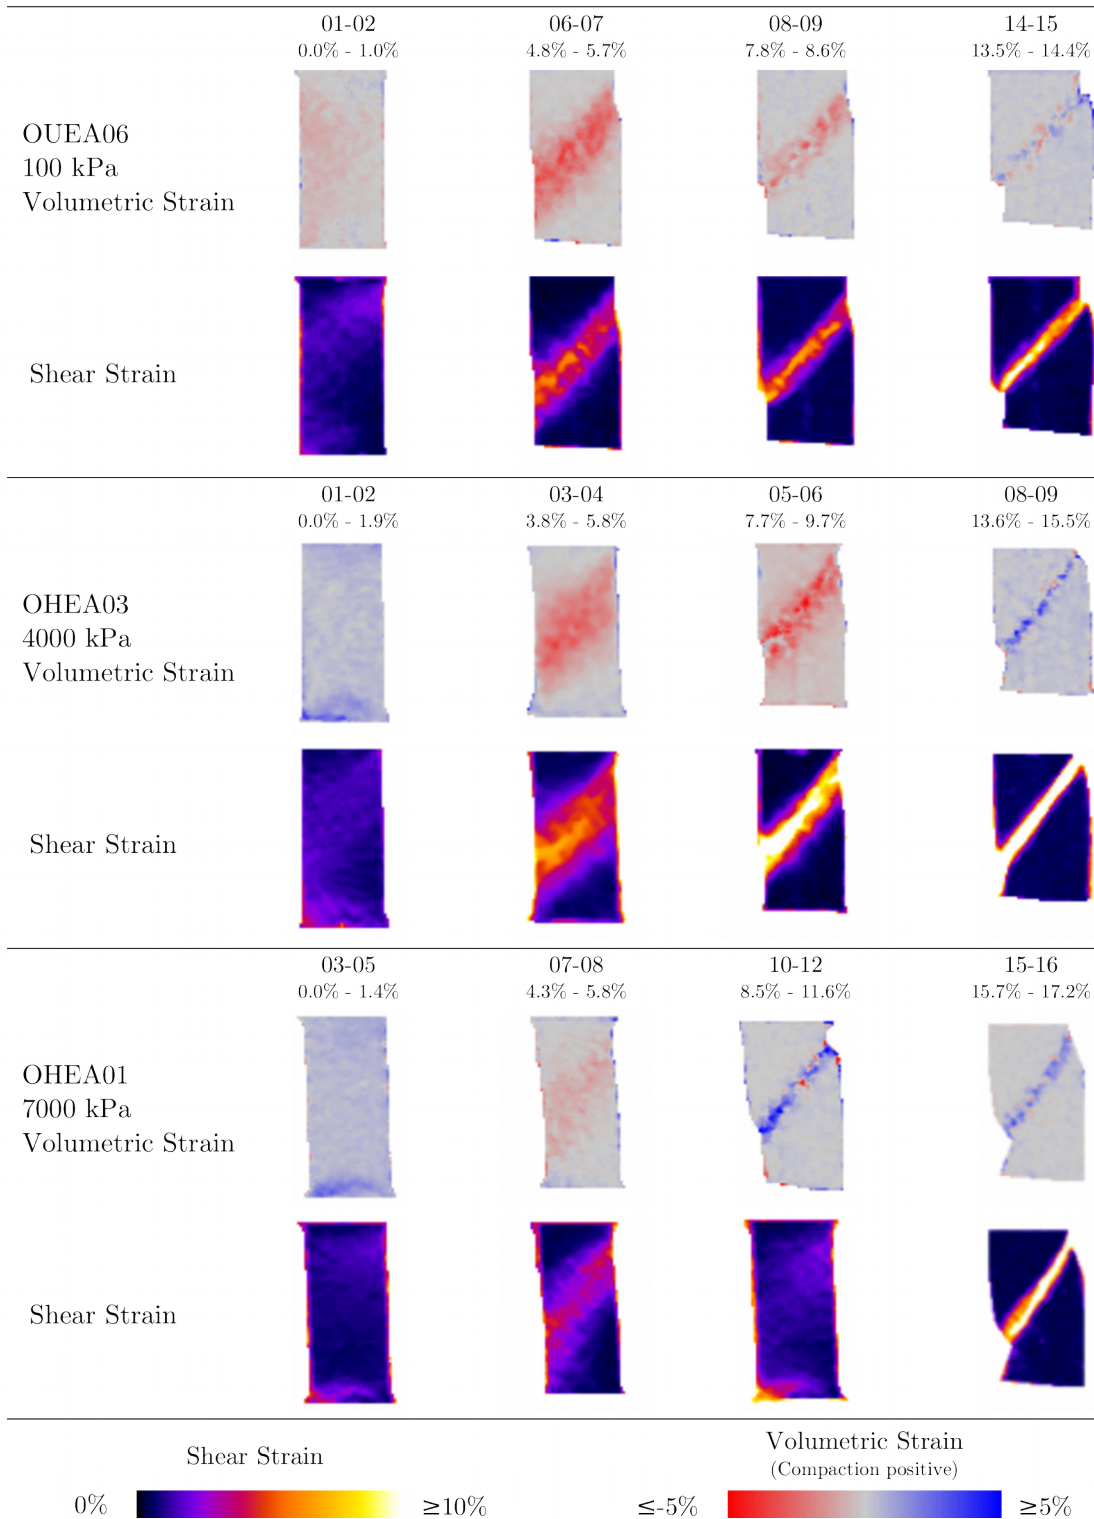 01-02 06-07 08-09 14-15
0.0% - 1.0% 4.8% - 5.7% 7.8% - 8.6% 13.5% - 14.4%
OUEA06
100 kPa
Volumetric Strain
Shear Strain
01-02 03-04 05-06 08-09
0.0% - 1.9% 3.8% - 5.8% 7.7% - 9.7% 13.6% - 15.5%
OHEA03
4000 kPa
Volumetric Strain
Shear Strain
03-05 07-08 10-12 15-16
0.0% - 1.4% 4.3% - 5.8% 8.5% - 11.6% 15.7% - 17.2%
OHEA01
7000 kPa
Volumetric Strain
Shear Strain
Shear Strain Volumetric Strain
(Compaction positive)
0% ≥10% ≤-5% ≥5%